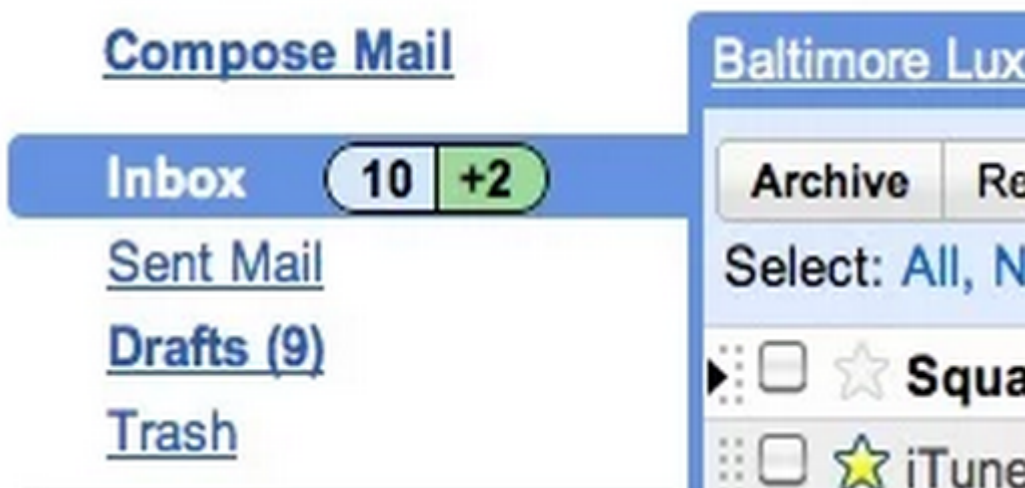 Compose Mail
Inbox 10 +2
Sent Mail
Drafts (9)
Trash
Baltimore Lux
Archive Re
Select: All, N
Squa
iTune